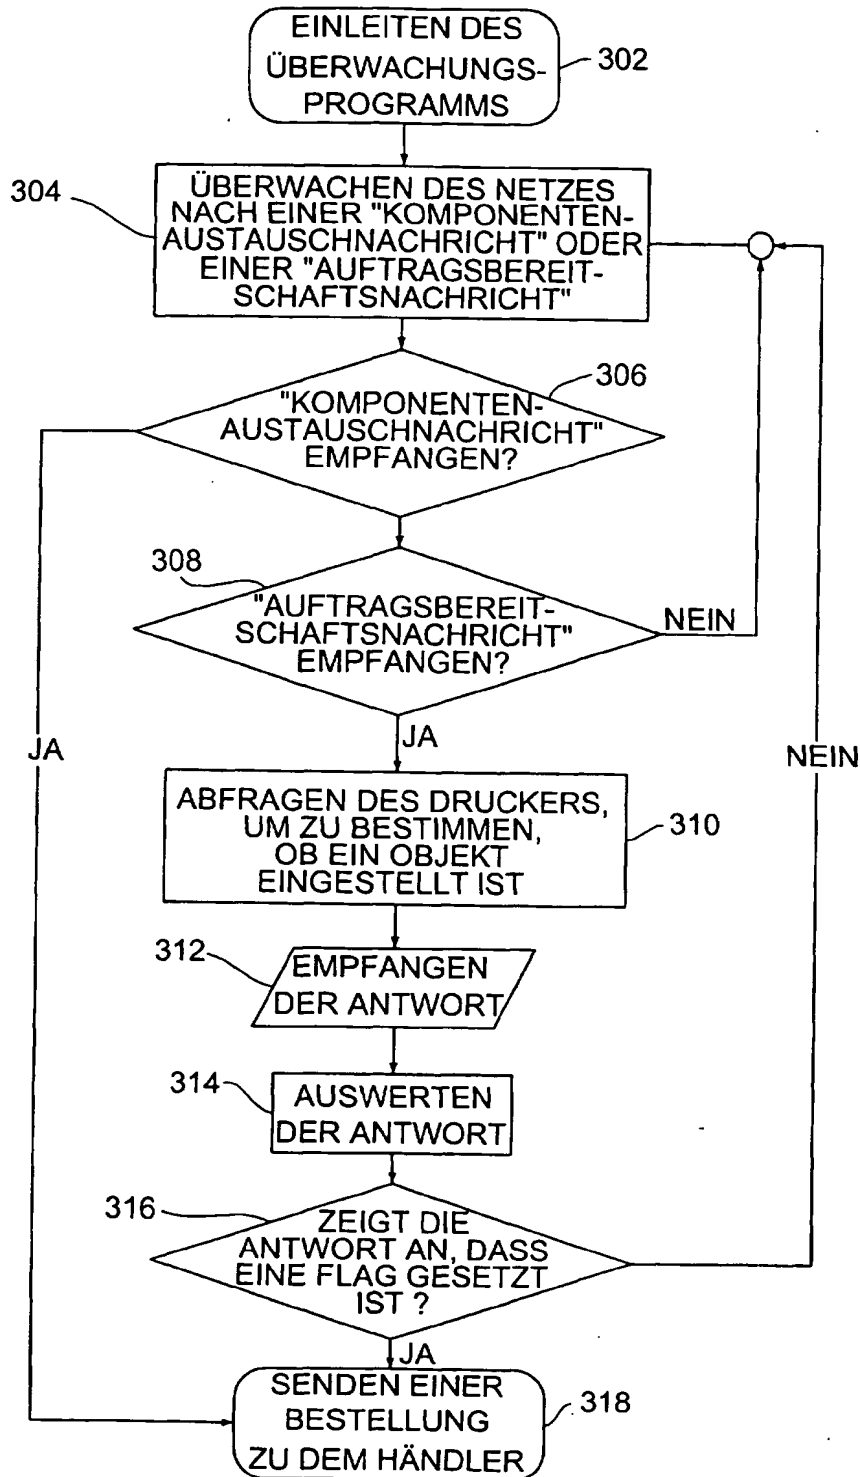 EINLEITEN DES
ÜBERWACHUNGS-
PROGRAMMS
302
304
ÜBERWACHEN DES NETZES
NACH EINER "KOMPONENTEN-
AUSTAUSCHNACHRICHT" ODER
EINER "AUFTRAGSBEREIT-
SCHAFTSNACHRICHT"
306
"KOMPONENTEN-
AUSTAUSCHNACHRICHT"
EMPFANGEN?
308
"AUFTRAGSBEREIT-
SCHAFTSNACHRICHT"
EMPFANGEN?
NEIN
JA
JA
NEIN
ABFRAGEN DES DRUCKERS,
UM ZU BESTIMMEN,
OB EIN OBJEKT
EINGESTELLT IST
310
312
EMPFANGEN
DER ANTWORT
314
AUSWERTEN
DER ANTWORT
316
ZEIGT DIE
ANTWORT AN, DASS
EINE FLAG GESETZT
IST ?
JA
SENDEN EINER
BESTELLUNG
ZU DEM HÄNDLER
318